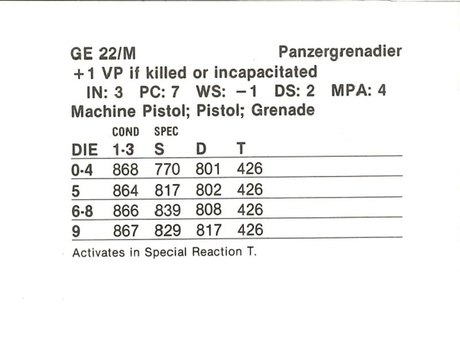 GE 22/M Panzergrenadier
+1 VP if killed or incapacitated
IN: 3 PC: 7 WS: −1 DS: 2 MPA: 4
Machine Pistol; Pistol; Grenade
COND SPEC
DIE 1-3 S D T
0-4 868 770 801 426
5 864 817 802 426
6-8 866 839 808 426
9 867 829 817 426
Activates in Special Reaction T.